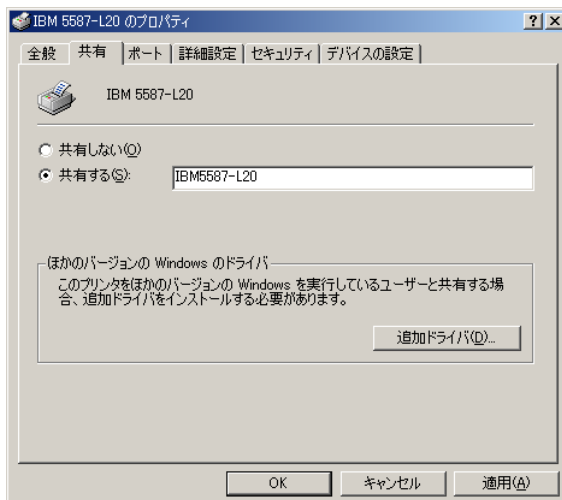 IBM 5587-L20 のプロパティ
全般 共有 ポート 詳細設定 セキュリティ デバイスの設定
IBM 5587-L20
共有しない(O)
共有する(S): IBM5587-L20
ほかのバージョンの Windows のドライバ
このプリンタをほかのバージョンの Windows を実行しているユーザーと共有する場
合、追加ドライバをインストールする必要があります。
追加ドライバ(D)...
OK キャンセル 適用(A)